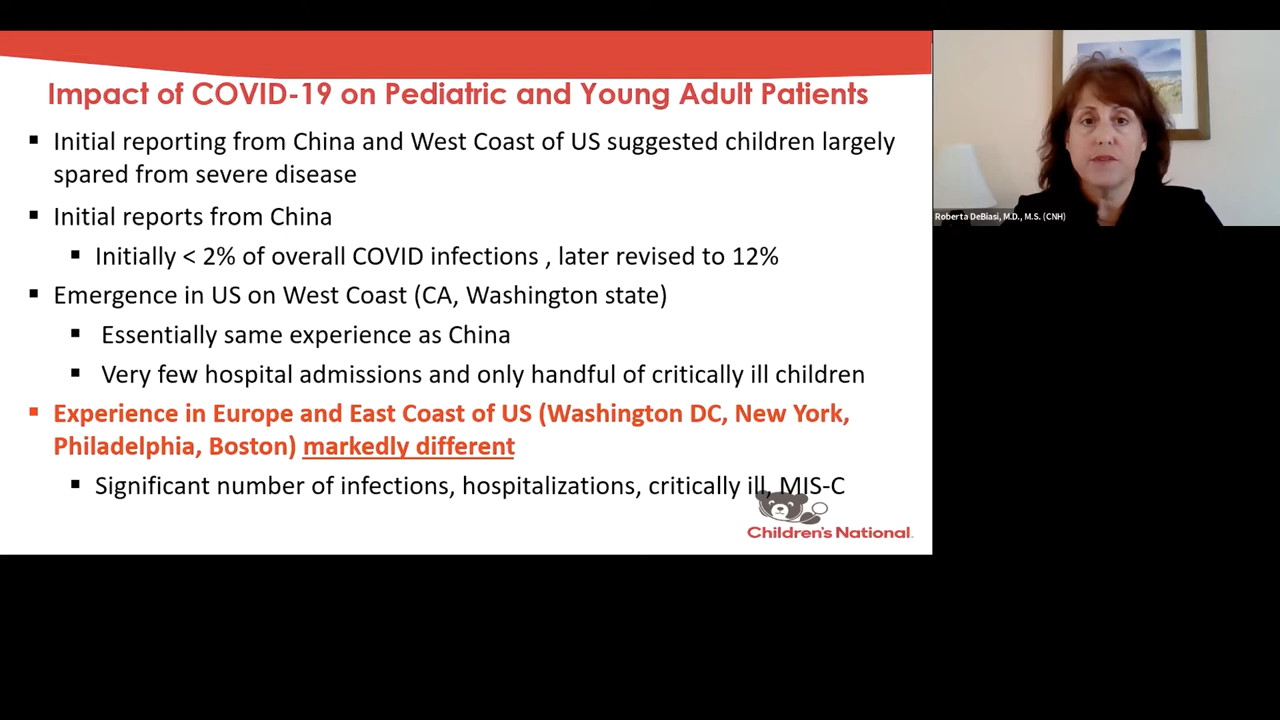 Impact of COVID-19 on Pediatric and Young Adult Patients
▪ Initial reporting from China and West Coast of US suggested children largely
spared from severe disease
▪ Initial reports from China
▪ Initially < 2% of overall COVID infections , later revised to 12%
▪ Emergence in US on West Coast (CA, Washington state)
▪ Essentially same experience as China
▪ Very few hospital admissions and only handful of critically ill children
▪ Experience in Europe and East Coast of US (Washington DC, New York,
Philadelphia, Boston) markedly different
▪ Significant number of infections, hospitalizations, critically ill, MIS-C
Children's National.
Roberta DeBiasi, M.D., M.S. (CNH)